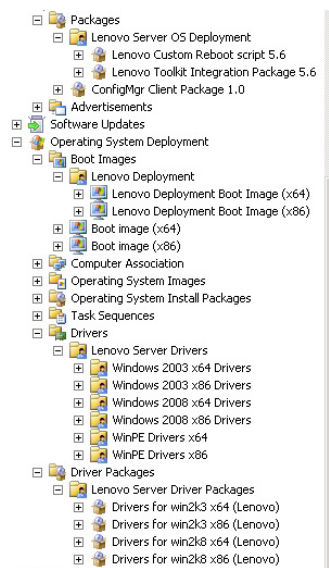 Packages
Lenovo Server OS Deployment
Lenovo Custom Reboot script 5.6
Lenovo Toolkit Integration Package 5.6
ConfigMgr Client Package 1.0
Advertisements
Software Updates
Operating System Deployment
Boot Images
Lenovo Deployment
Lenovo Deployment Boot Image (x64)
Lenovo Deployment Boot Image (x86)
Boot image (x64)
Boot image (x86)
Computer Association
Operating System Images
Operating System Install Packages
Task Sequences
Drivers
Lenovo Server Drivers
Windows 2003 x64 Drivers
Windows 2003 x86 Drivers
Windows 2008 x64 Drivers
Windows 2008 x86 Drivers
WinPE Drivers x64
WinPE Drivers x86
Driver Packages
Lenovo Server Driver Packages
Drivers for win2k3 x64 (Lenovo)
Drivers for win2k3 x86 (Lenovo)
Drivers for win2k8 x64 (Lenovo)
Drivers for win2k8 x86 (Lenovo)